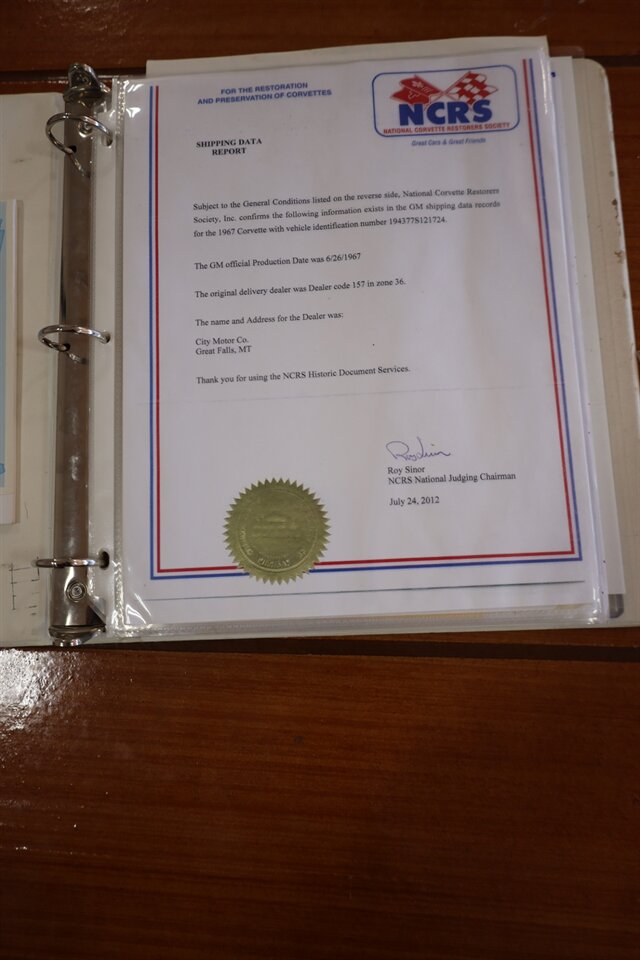 FOR THE RESTORATION
AND PRESERVATION OF CORVETTES
NCRS
NATIONAL CORVETTE RESTORERS SOCIETY
Great Cars & Great Friends
SHIPPING DATA
REPORT
Subject to the General Conditions listed on the reverse side, National Corvette Restorers
Society, Inc. confirms the following information exists in the GM shipping data records
for the 1967 Corvette with vehicle identification number 194377S121724.
The GM official Production Date was 6/26/1967
The original delivery dealer was Dealer code 157 in zone 36.
The name and Address for the Dealer was:
City Motor Co.
Great Falls, MT
Thank you for using the NCRS Historic Document Services.
Roy Sinor
Roy Sinor
NCRS National Judging Chairman
July 24, 2012